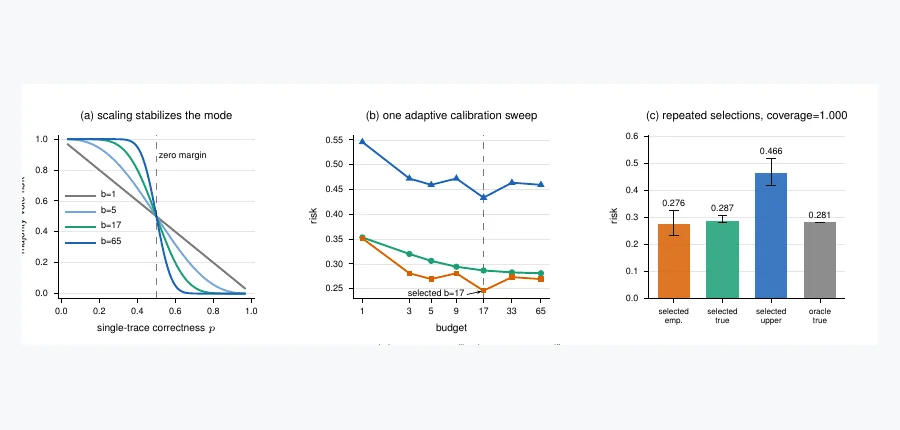 (a) scaling stabilizes the mode
1.0
0.8
0.6
0.4
0.2
0.0
zero margin
b=1
b=5
b=17
b=65
0.0 0.2 0.4 0.6 0.8 1.0
single-trace correctness p
(b) one adaptive calibration sweep
risk
0.55
0.50
0.45
0.40
0.35
0.30
0.25
selected b=17
1 3 5 9 17 33 65
budget
(c) repeated selections, coverage=1.000
risk
0.6
0.5
0.4
0.3
0.2
0.1
0.0
0.276
0.287
0.466
0.281
selected
emp.
selected
true
selected
upper
oracle
true